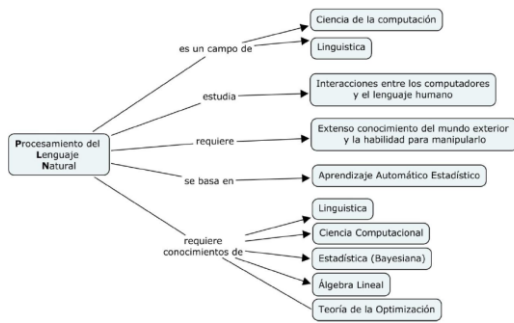 Ciencia de la computación
es un campo de
Linguistica
estudia
Interacciones entre los computadores
y el lenguaje humano
Procesamiento del
Lenguaje
Natural
requiere
Extenso conocimiento del mundo exterior
y la habilidad para manipularlo
se basa en
Aprendizaje Automático Estadístico
requiere
conocimientos de
Linguistica
Ciencia Computacional
Estadística (Bayesiana)
Álgebra Lineal
Teoría de la Optimización